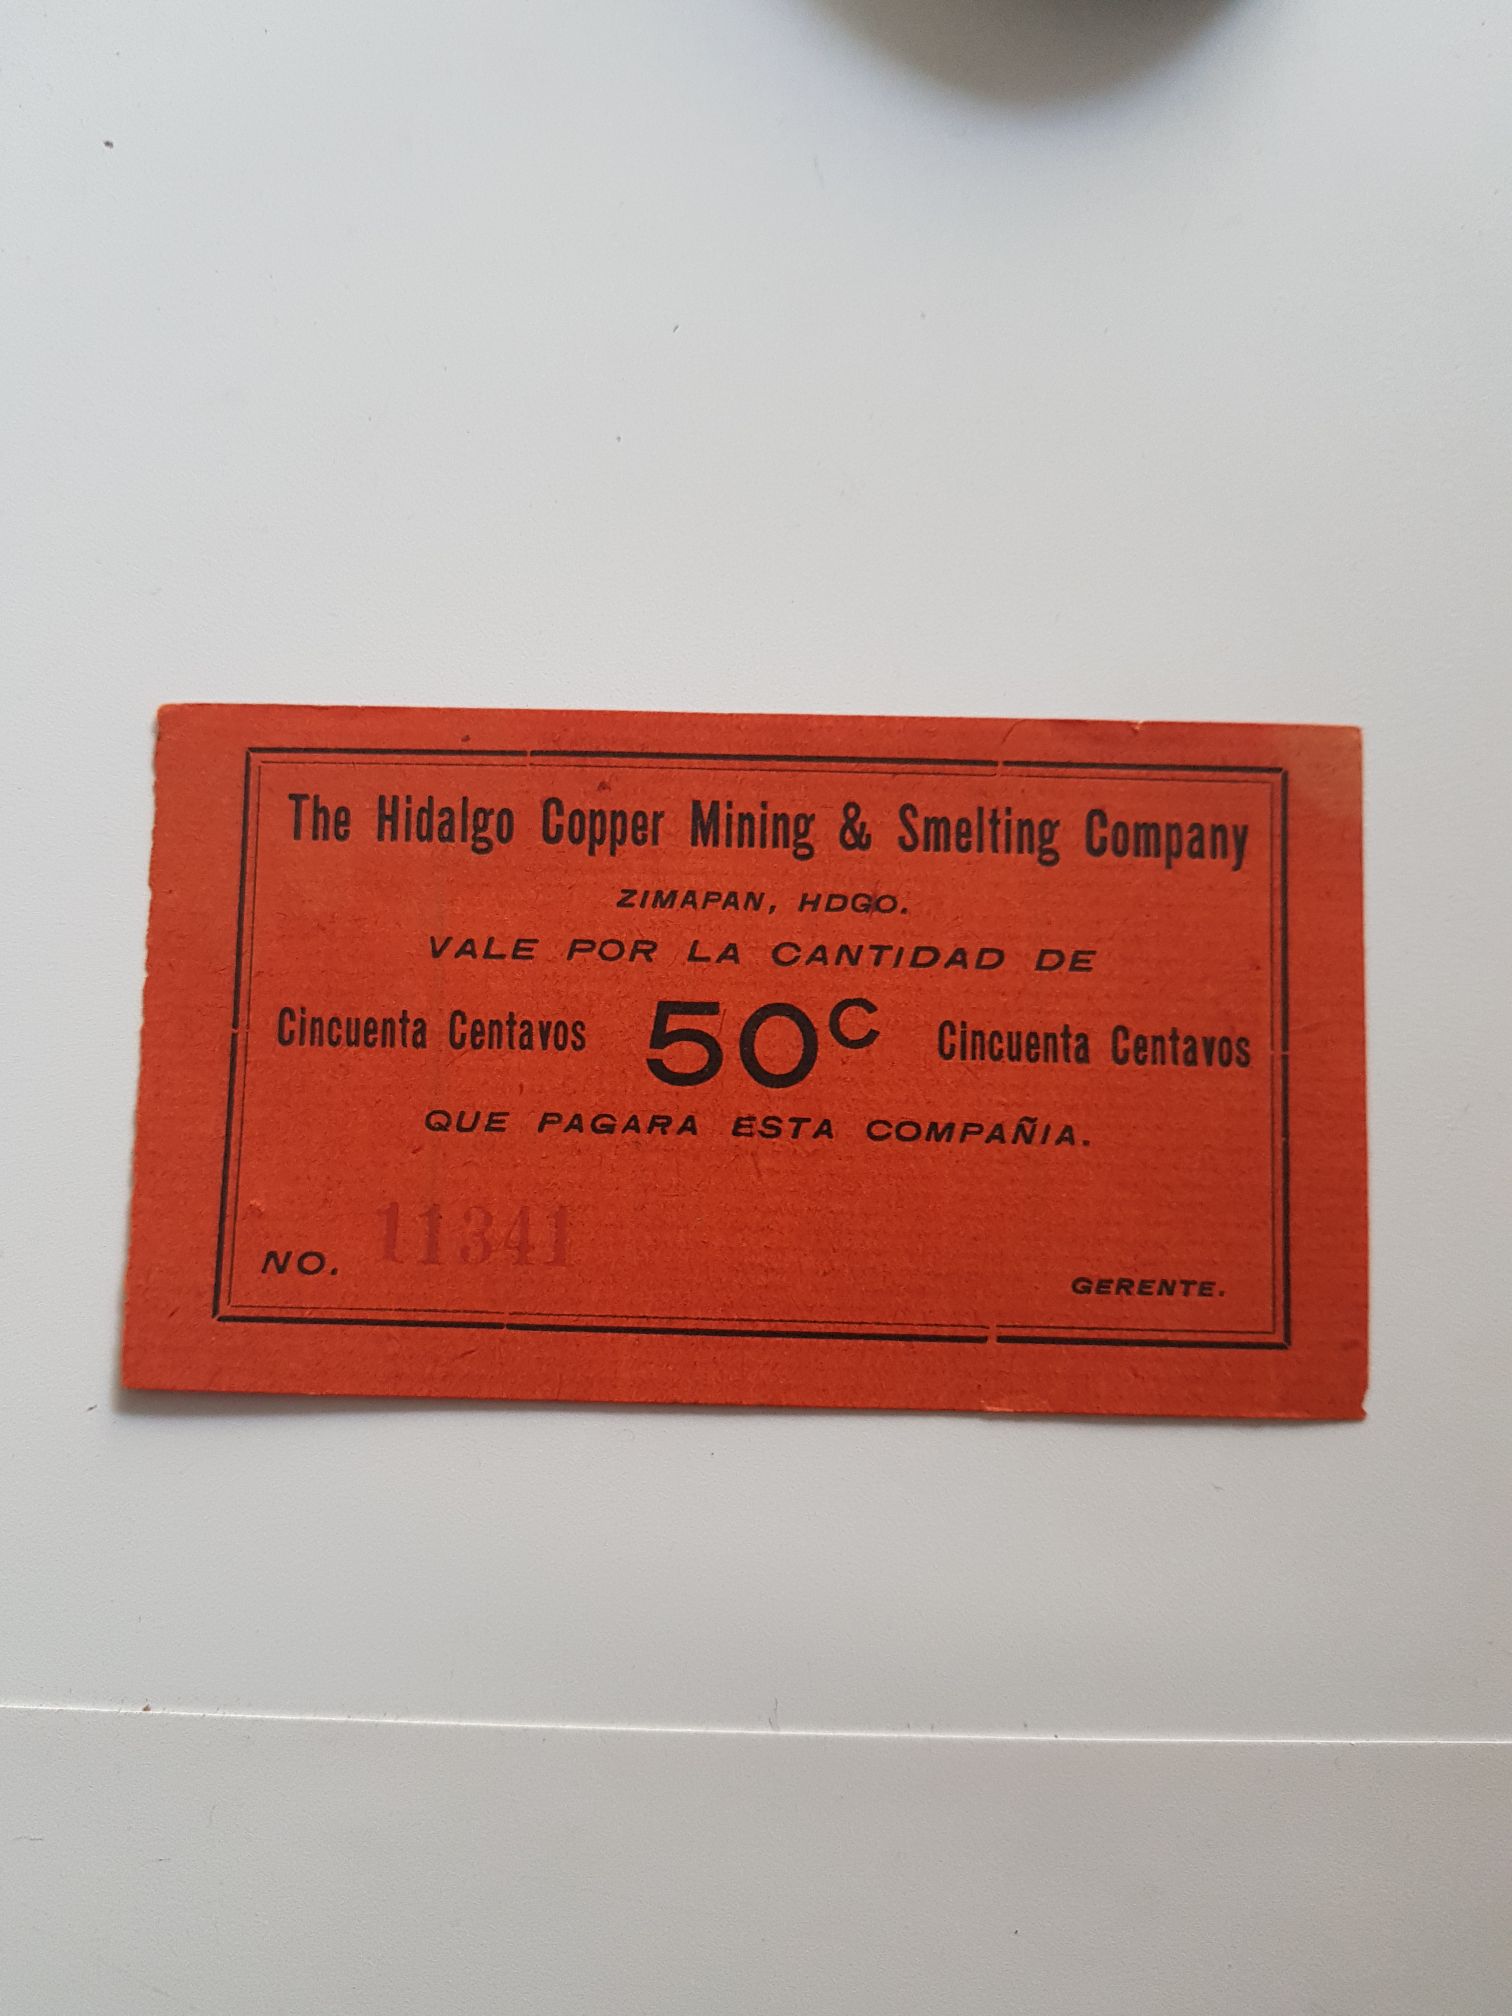 The Hidalgo Copper Mining & Smelting Company
ZIMAPAN, HDGO.
VALE POR LA CANTIDAD DE
Cincuenta Centavos 50c Cincuenta Centavos
QUE PAGARA ESTA COMPAÑIA.
NO. 11341
GERENTE.